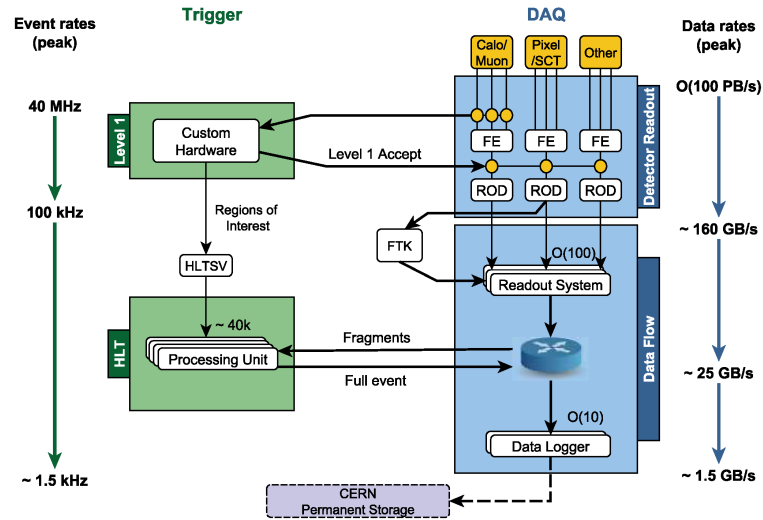 Event rates
(peak)
Trigger
DAQ
Data rates
(peak)
Calo/
Muon
Pixel
/SCT
Other
40 MHz
O(100 PB/s)
Level 1
Custom
Hardware
FE
FE
FE
Detector Readout
Level 1 Accept
ROD
ROD
ROD
100 kHz
Regions of
Interest
~ 160 GB/s
FTK
HLTSV
O(100)
Readout System
~ 40k
HLT
Processing Unit
Fragments
Full event
Data Flow
~ 25 GB/s
O(10)
Data Logger
~ 1.5 kHz
~ 1.5 GB/s
CERN
Permanent Storage